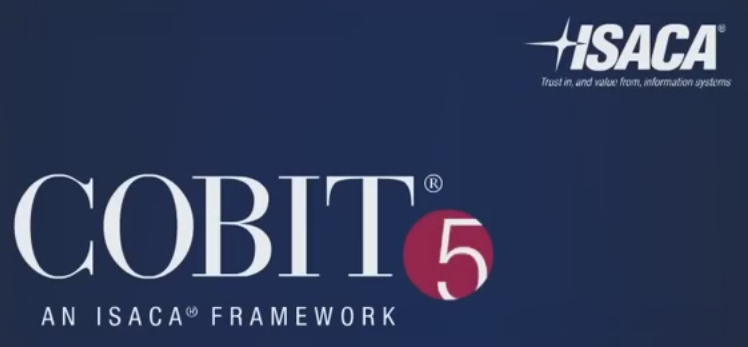 ISACA®
Trust in, and value from, information systems
COBIT® 5
AN ISACA® FRAMEWORK